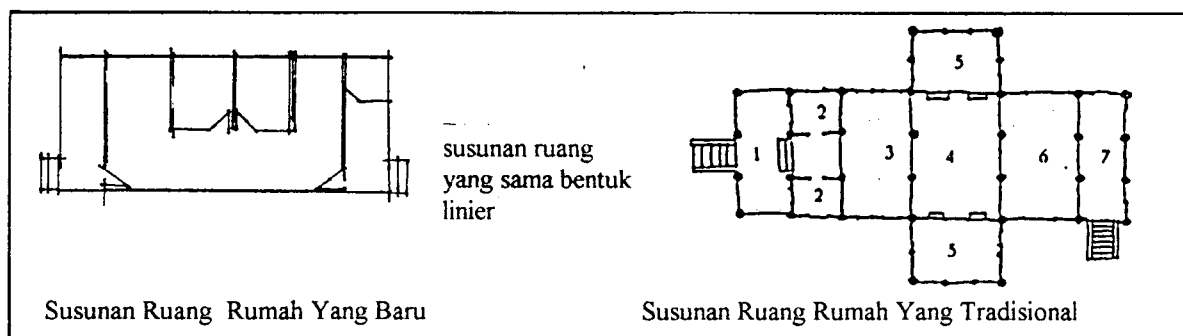 susunan ruang
yang sama bentuk
linier
5
2
1
3
4
6
7
2
5
Susunan Ruang Rumah Yang Baru
Susunan Ruang Rumah Yang Tradisional